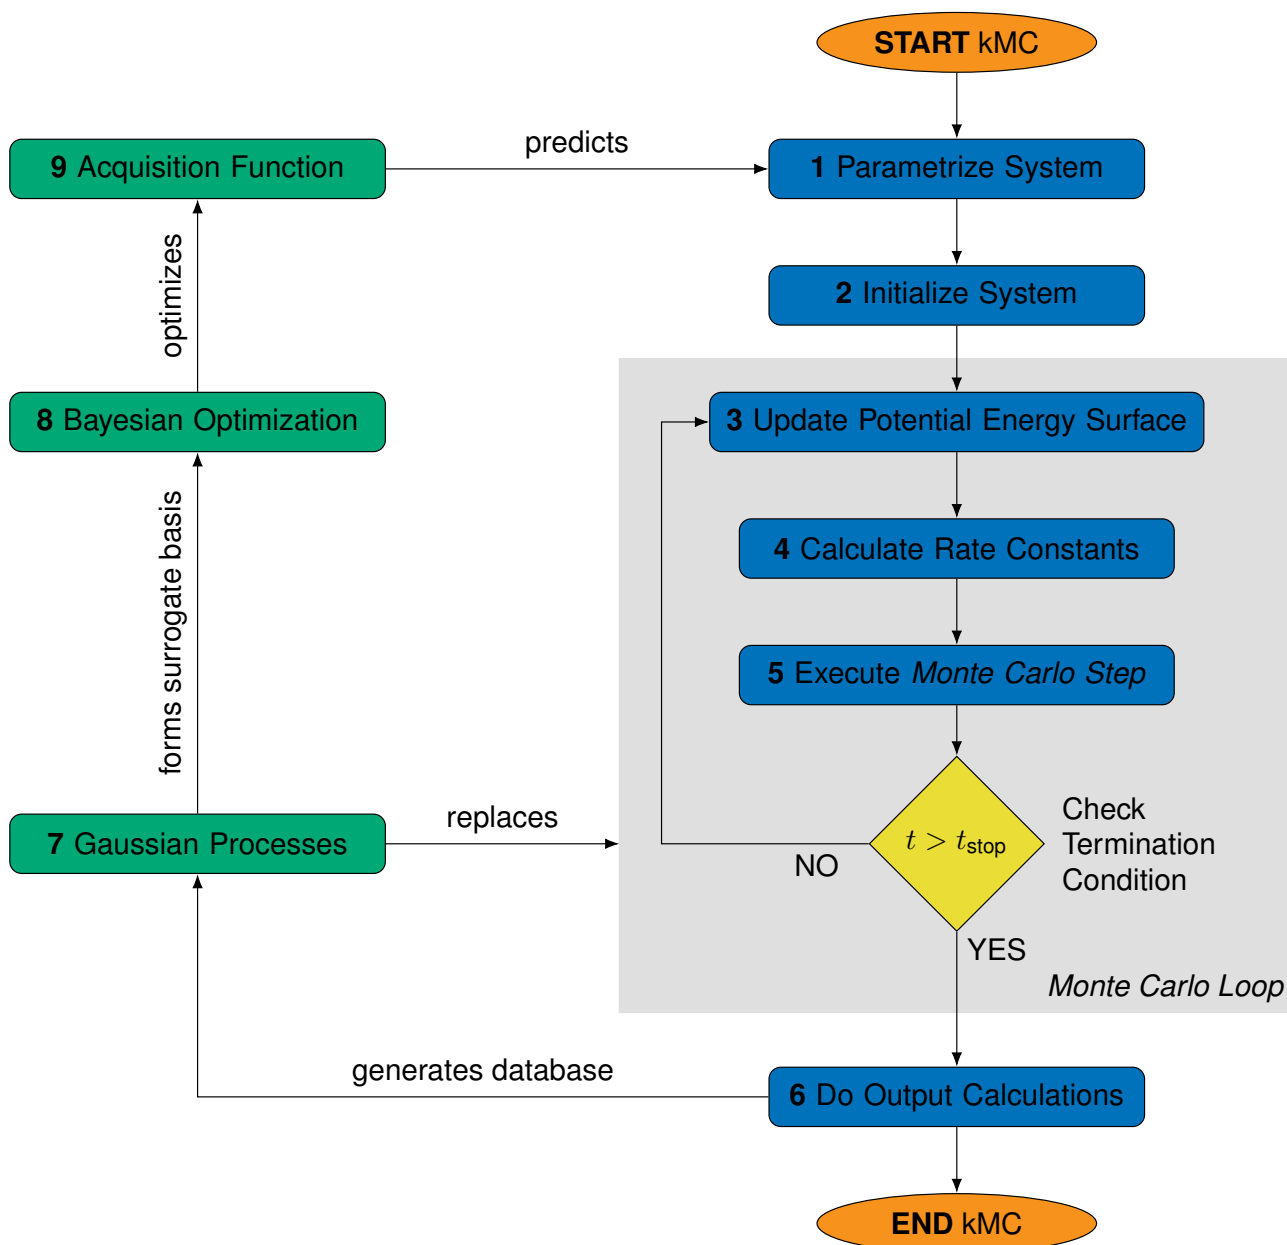 START kMC
predicts
9 Acquisition Function
1 Parametrize System
optimizes
2 Initialize System
8 Bayesian Optimization
3 Update Potential Energy Surface
forms surrogate basis
4 Calculate Rate Constants
5 Execute Monte Carlo Step
7 Gaussian Processes
replaces
t > t_stop
NO
YES
Check
Termination
Condition
Monte Carlo Loop
generates database
6 Do Output Calculations
END kMC